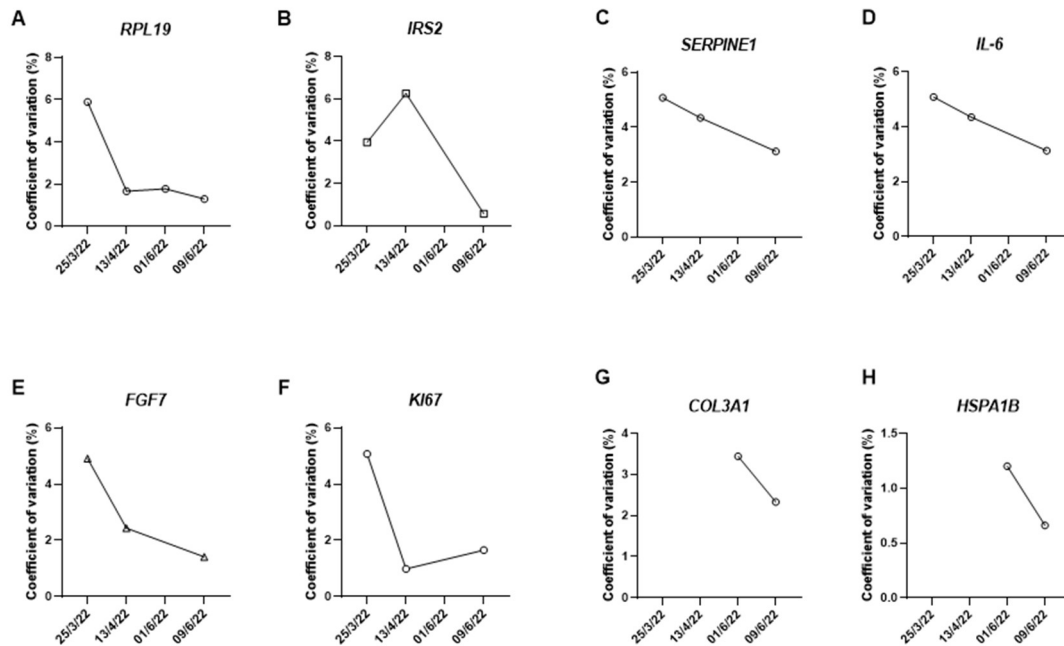 A
RPL19
Coefficient of variation (%)
8
6
4
2
0
25/3/22
13/4/22
01/6/22
09/6/22
B
IRS2
Coefficient of variation (%)
8
6
4
2
0
25/3/22
13/4/22
01/6/22
09/6/22
C
SERPINE1
Coefficient of variation (%)
6
4
2
0
25/3/22
13/4/22
01/6/22
09/6/22
D
IL-6
Coefficient of variation (%)
6
4
2
0
25/3/22
13/4/22
01/6/22
09/6/22
E
FGF7
Coefficient of variation (%)
6
4
2
0
25/3/22
13/4/22
01/6/22
09/6/22
F
KI67
Coefficient of variation (%)
6
4
2
0
25/3/22
13/4/22
01/6/22
09/6/22
G
COL3A1
Coefficient of variation (%)
4
3
2
1
0
25/3/22
13/4/22
01/6/22
09/6/22
H
HSPA1B
Coefficient of variation (%)
1.5
1.0
0.5
0.0
25/3/22
13/4/22
01/6/22
09/6/22